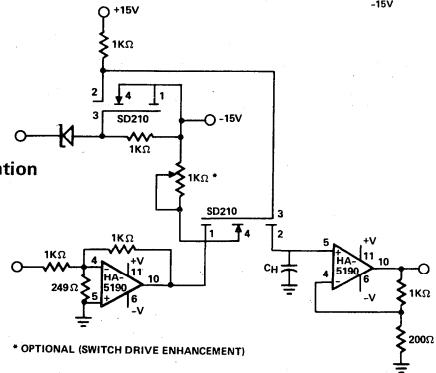 -15V
+15V
1KΩ
2
4
1
3
SD210
-15V
1KΩ
ntion
1KΩ *
SD210
3
1
4
2
1KΩ
1KΩ
4
+V
11
HA-
5190
10
249Ω
5
6
-V
CH
5
+V
11
HA-
5190
10
4
6
-V
1KΩ
200Ω
* OPTIONAL (SWITCH DRIVE ENHANCEMENT)